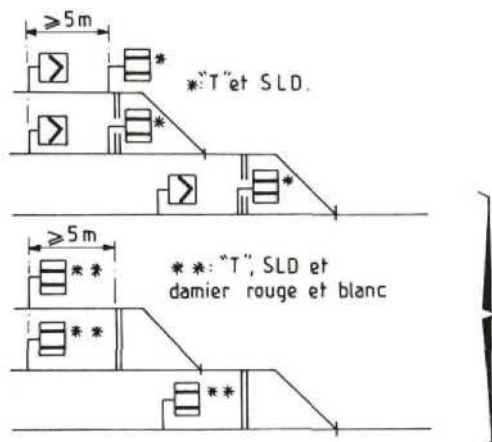 ⩾5m
*
*:"T" et SLD.
*
*
⩾5m
**
**: "T", SLD et
damier rouge et blanc
**
**